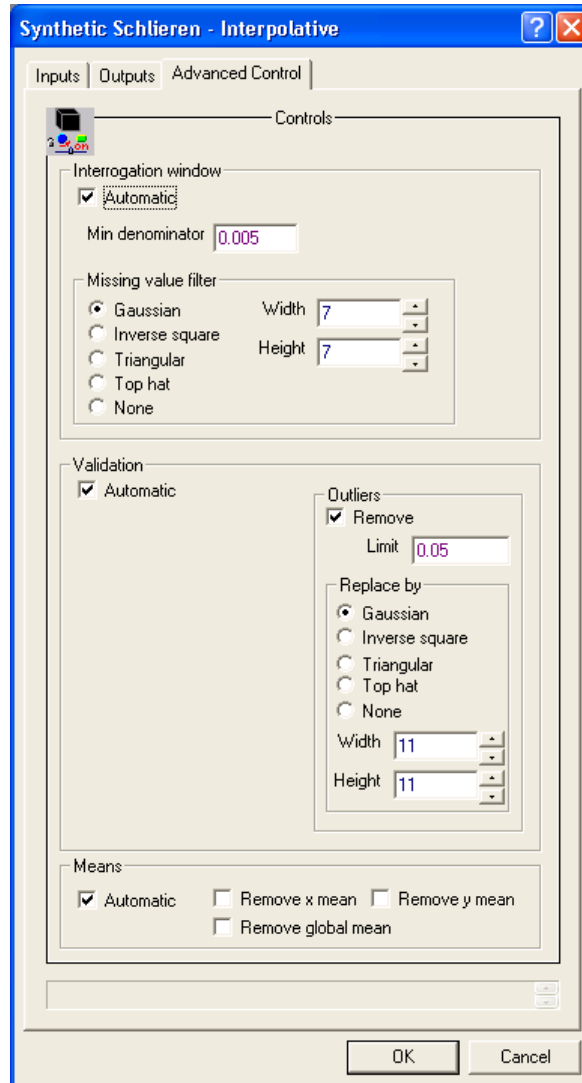 Synthetic Schlieren - Interpolative
Inputs Outputs Advanced Control
Controls
Interrogation window
Automatic
Min denominator 0.005
Missing value filter
Gaussian
Inverse square
Triangular
Top hat
None
Width 7
Height 7
Validation
Automatic
Outliers
Remove
Limit 0.05
Replace by
Gaussian
Inverse square
Triangular
Top hat
None
Width 11
Height 11
Means
Automatic Remove x mean Remove y mean
Remove global mean
OK Cancel